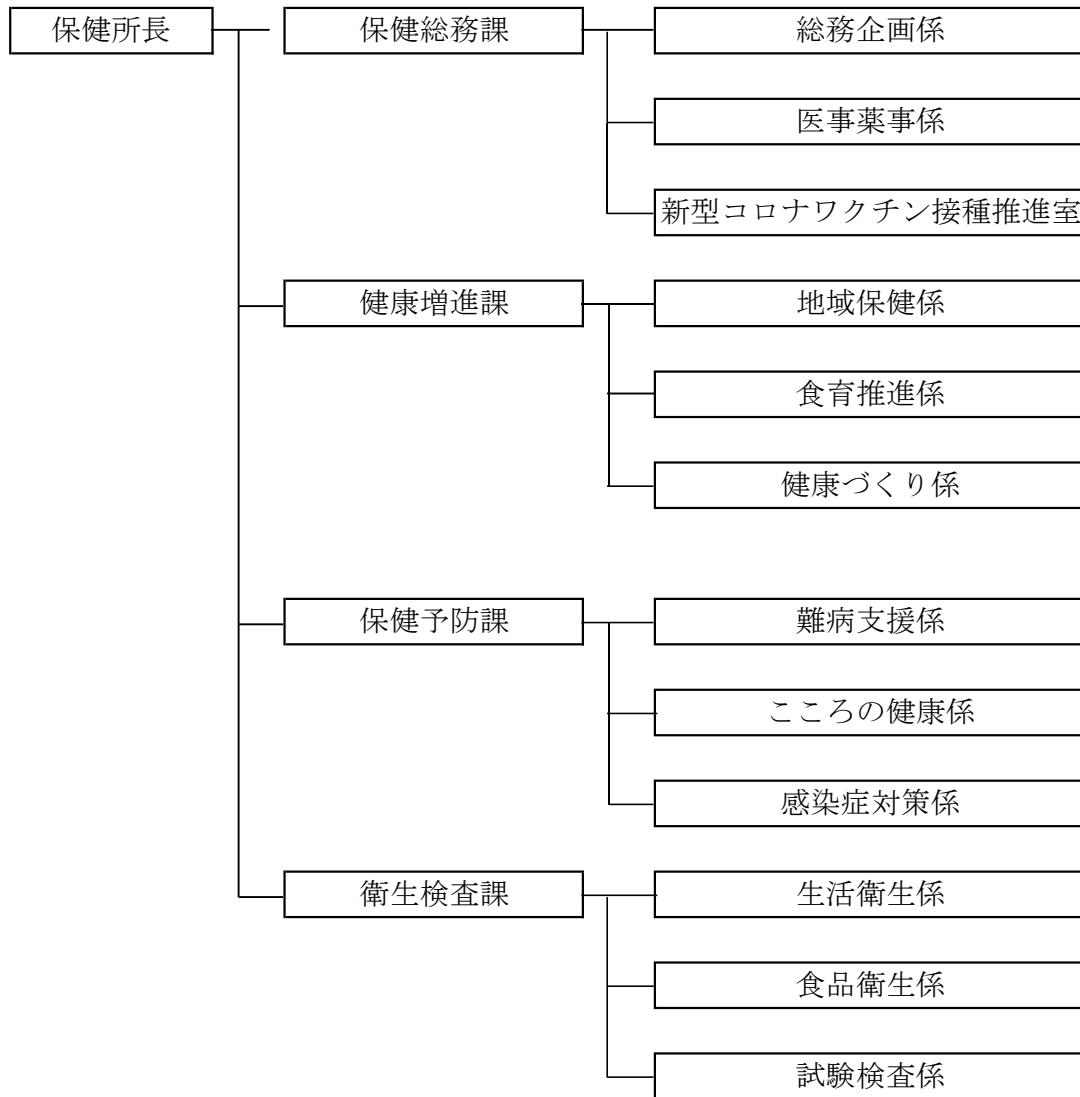 保健所長
保健総務課
総務企画係
医事薬事係
新型コロナワクチン接種推進室
健康増進課
地域保健係
食育推進係
健康づくり係
保健予防課
難病支援係
こころの健康係
感染症対策係
衛生検査課
生活衛生係
食品衛生係
試験検査係